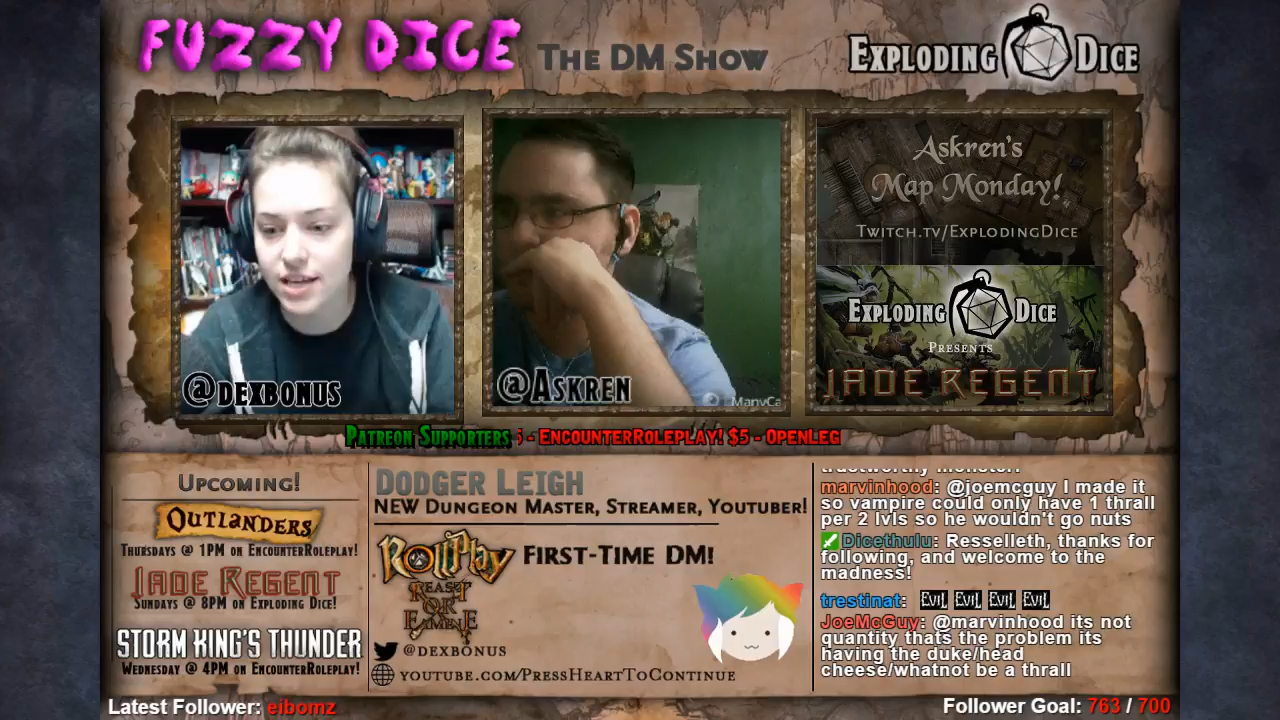 FUZZY DICE
THE DM SHOW
EXPLODING DICE
ASKREN'S
MAP MONDAY!
TWITCH.TV/EXPLODINGDICE
EXPLODING DICE
PRESENTS
JADE REGENT
@DEXBONUS
@ASKREN
ManyCa
PATREON SUPPORTERS - ENCOUNTERROLEPLAY! $5 - OPENLEG
UPCOMING!
OUTLANDERS
THURSDAYS @ 1PM ON ENCOUNTERROLEPLAY!
JADE REGENT
SUNDAYS @ 8PM ON EXPLODING DICE!
STORM KING'S THUNDER
WEDNESDAY @ 4PM ON ENCOUNTERROLEPLAY!
DODGER LEIGH
NEW DUNGEON MASTER, STREAMER, YOUTUBER!
ROLLPLAY
FEAST
OR
FAMINE
FIRST-TIME DM!
@DEXBONUS
YOUTUBE.COM/PRESSHEARTTOCONTINUE
trustworthy monster.
marvinhood: @joemcguy I made it
so vampire could only have 1 thrall
per 2 lvls so he wouldn't go nuts
Dicethulu: Resselleth, thanks for
following, and welcome to the
madness!
trestinat: EVIL EVIL EVIL EVIL
JoeMcGuy: @marvinhood its not
quantity thats the problem its
having the duke/head
cheese/whatnot be a thrall
Latest Follower: eibomz
Follower Goal: 763 / 700